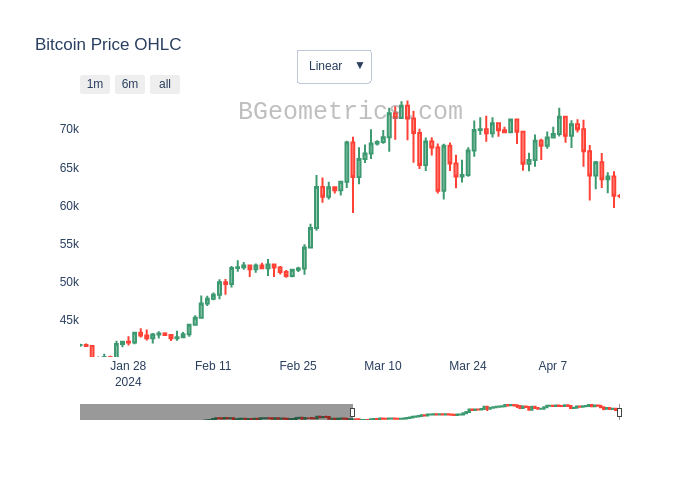 Bitcoin Price OHLC
Linear ▼
1m 6m all
BGeometrics.com
70k
65k
60k
55k
50k
45k
Jan 28 Feb 11 Feb 25 Mar 10 Mar 24 Apr 7
2024